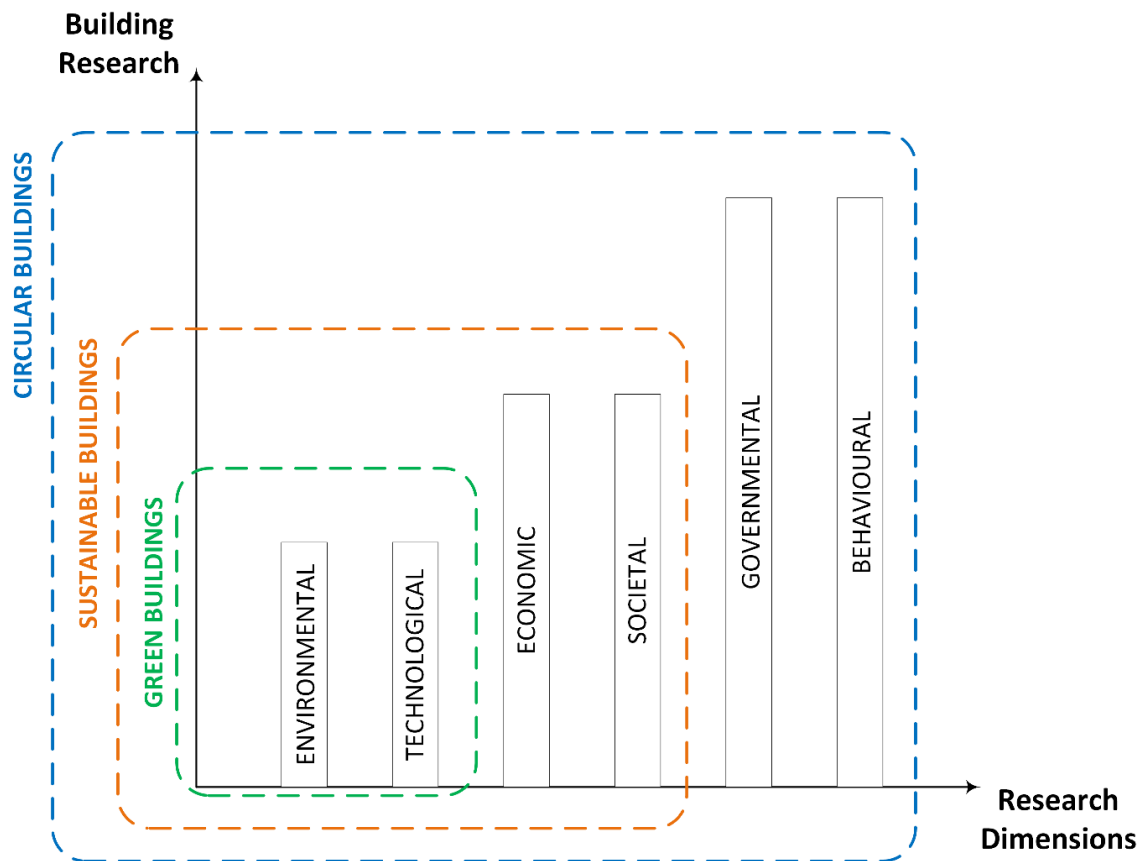 Building
Research
CIRCULAR BUILDINGS
SUSTAINABLE BUILDINGS
GREEN BUILDINGS
ENVIRONMENTAL
TECHNOLOGICAL
ECONOMIC
SOCIETAL
GOVERNMENTAL
BEHAVIOURAL
Research
Dimensions